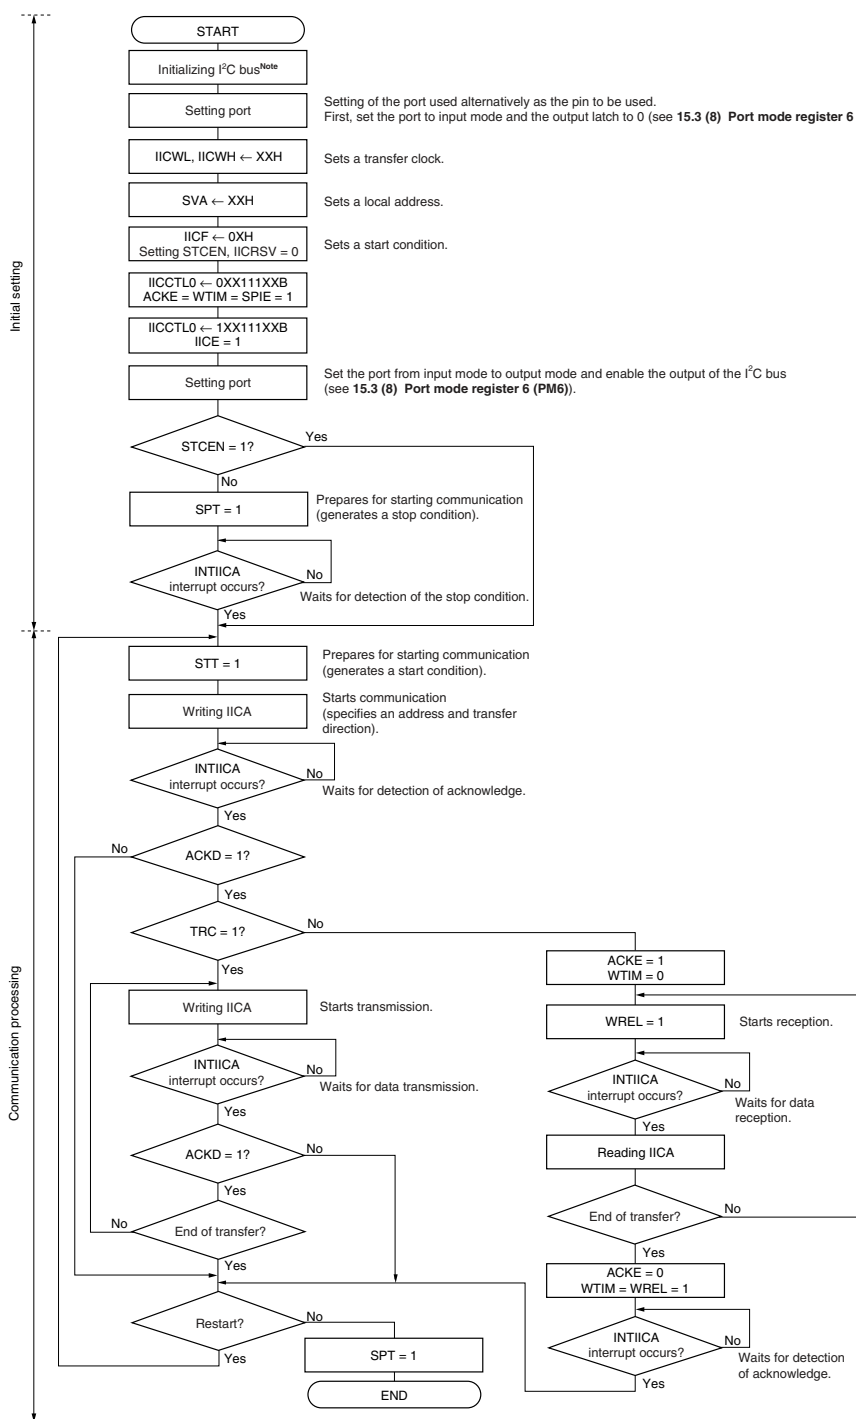 START
Initializing I²C bus^Note
Setting port
Setting of the port used alternatively as the pin to be used.
First, set the port to input mode and the output latch to 0 (see 15.3 (8) Port mode register 6
IICWL, IICWH ← XXH
Sets a transfer clock.
SVA ← XXH
Sets a local address.
IICF ← 0XH
Setting STCEN, IICRSV = 0
Sets a start condition.
IICCTL0 ← 0XX111XXB
ACKE = WTIM = SPIE = 1
IICCTL0 ← 1XX111XXB
IICE = 1
Initial setting
Setting port
Set the port from input mode to output mode and enable the output of the I²C bus
(see 15.3 (8) Port mode register 6 (PM6)).
STCEN = 1?
Yes
No
SPT = 1
Prepares for starting communication
(generates a stop condition).
INTIICA
interrupt occurs?
No
Waits for detection of the stop condition.
Yes
STT = 1
Prepares for starting communication
(generates a start condition).
Writing IICA
Starts communication
(specifies an address and transfer
direction).
INTIICA
interrupt occurs?
No
Waits for detection of acknowledge.
Yes
No
ACKD = 1?
Yes
TRC = 1?
No
Yes
ACKE = 1
WTIM = 0
Communication processing
Writing IICA
Starts transmission.
WREL = 1
Starts reception.
INTIICA
interrupt occurs?
No
Waits for data transmission.
Yes
INTIICA
interrupt occurs?
No
Waits for data
reception.
Yes
ACKD = 1?
No
Yes
Reading IICA
End of transfer?
No
Yes
End of transfer?
No
Yes
ACKE = 0
WTIM = WREL = 1
Restart?
No
Yes
SPT = 1
END
INTIICA
interrupt occurs?
No
Waits for detection
of acknowledge.
Yes